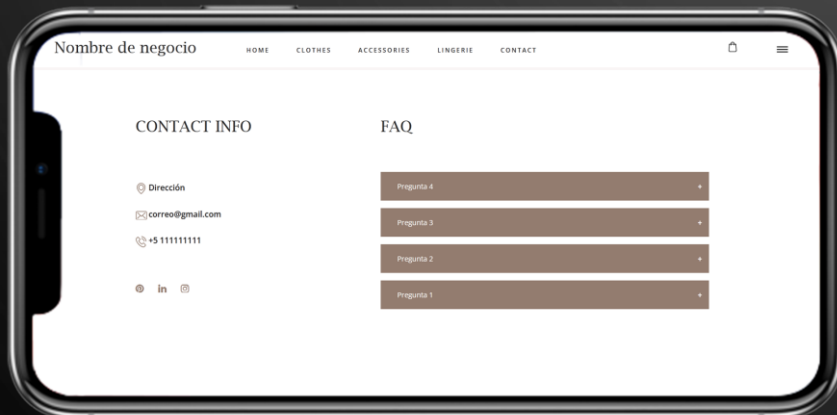 Nombre de negocio
HOME CLOTHES ACCESSORIES LINGERIE CONTACT
CONTACT INFO
Dirección
correo@gmail.com
+5 111111111
in
FAQ
Pregunta 4 +
Pregunta 3 +
Pregunta 2 +
Pregunta 1 +